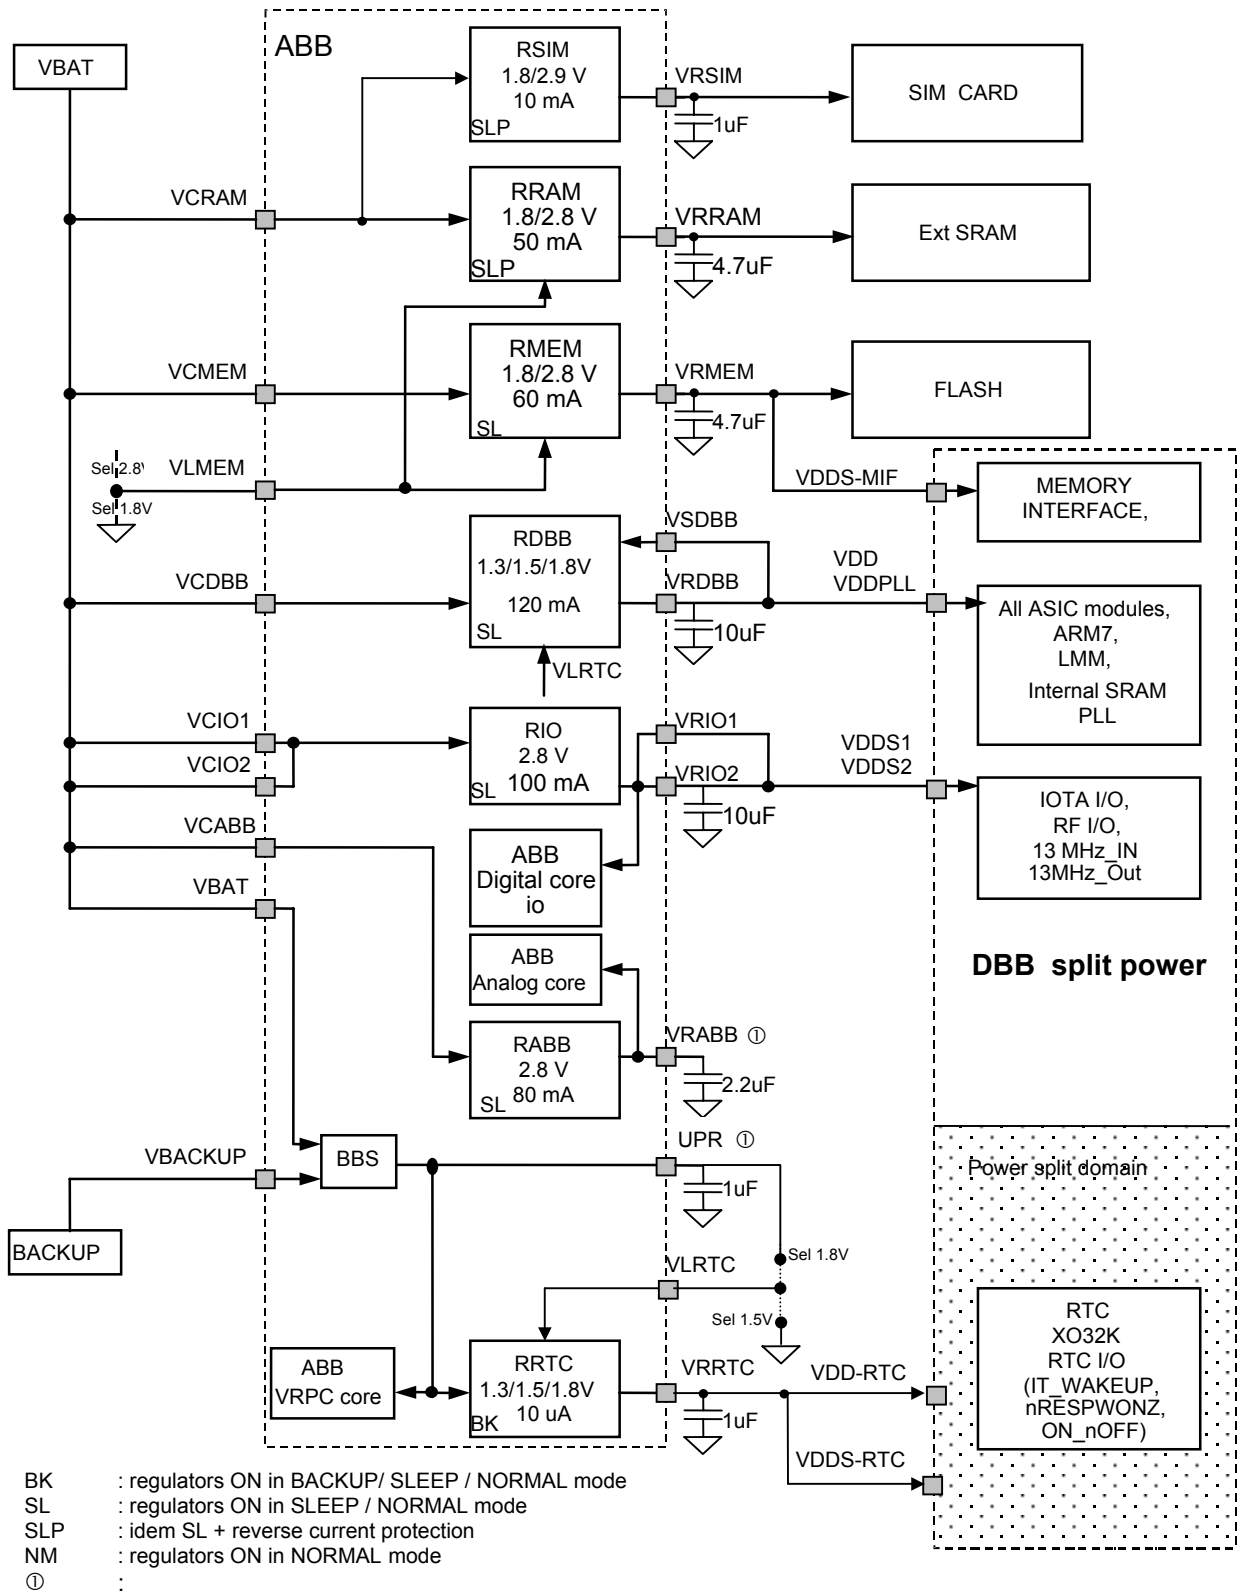 ABB
VBAT
RSIM
1.8/2.9 V
10 mA
SLP
VRSIM
1uF
SIM CARD
VCRAM
RRAM
1.8/2.8 V
50 mA
SLP
VRRAM
4.7uF
Ext SRAM
VCMEM
RMEM
1.8/2.8 V
60 mA
SL
VRMEM
4.7uF
FLASH
Sel 2.8V
Sel 1.8V
VLMEM
VDDS-MIF
MEMORY
INTERFACE,
VCDBB
RDBB
1.3/1.5/1.8V
120 mA
SL
VSDBB
VRDBB
10uF
VDD
VDDPLL
All ASIC modules,
ARM7,
LMM,
Internal SRAM
PLL
VLRTC
VCIO1
VCIO2
RIO
2.8 V
SL 100 mA
VRIO1
VRIO2
10uF
VDDS1
VDDS2
IOTA I/O,
RF I/O,
13 MHz_IN
13MHz_Out
VCABB
VBAT
ABB
Digital core
io
ABB
Analog core
DBB split power
RABB
2.8 V
80 mA
SL
VRABB ①
2.2uF
VBACKUP
BBS
UPR ①
1uF
Power split domain
BACKUP
Sel 1.8V
VLRTC
Sel 1.5V
ABB
VRPC core
RRTC
1.3/1.5/1.8V
10 uA
BK
VRRTC
1uF
VDD-RTC
VDDS-RTC
RTC
XO32K
RTC I/O
(IT_WAKEUP,
nRESPWONZ,
ON_nOFF)
BK : regulators ON in BACKUP/ SLEEP / NORMAL mode
SL : regulators ON in SLEEP / NORMAL mode
SLP : idem SL + reverse current protection
NM : regulators ON in NORMAL mode
① :